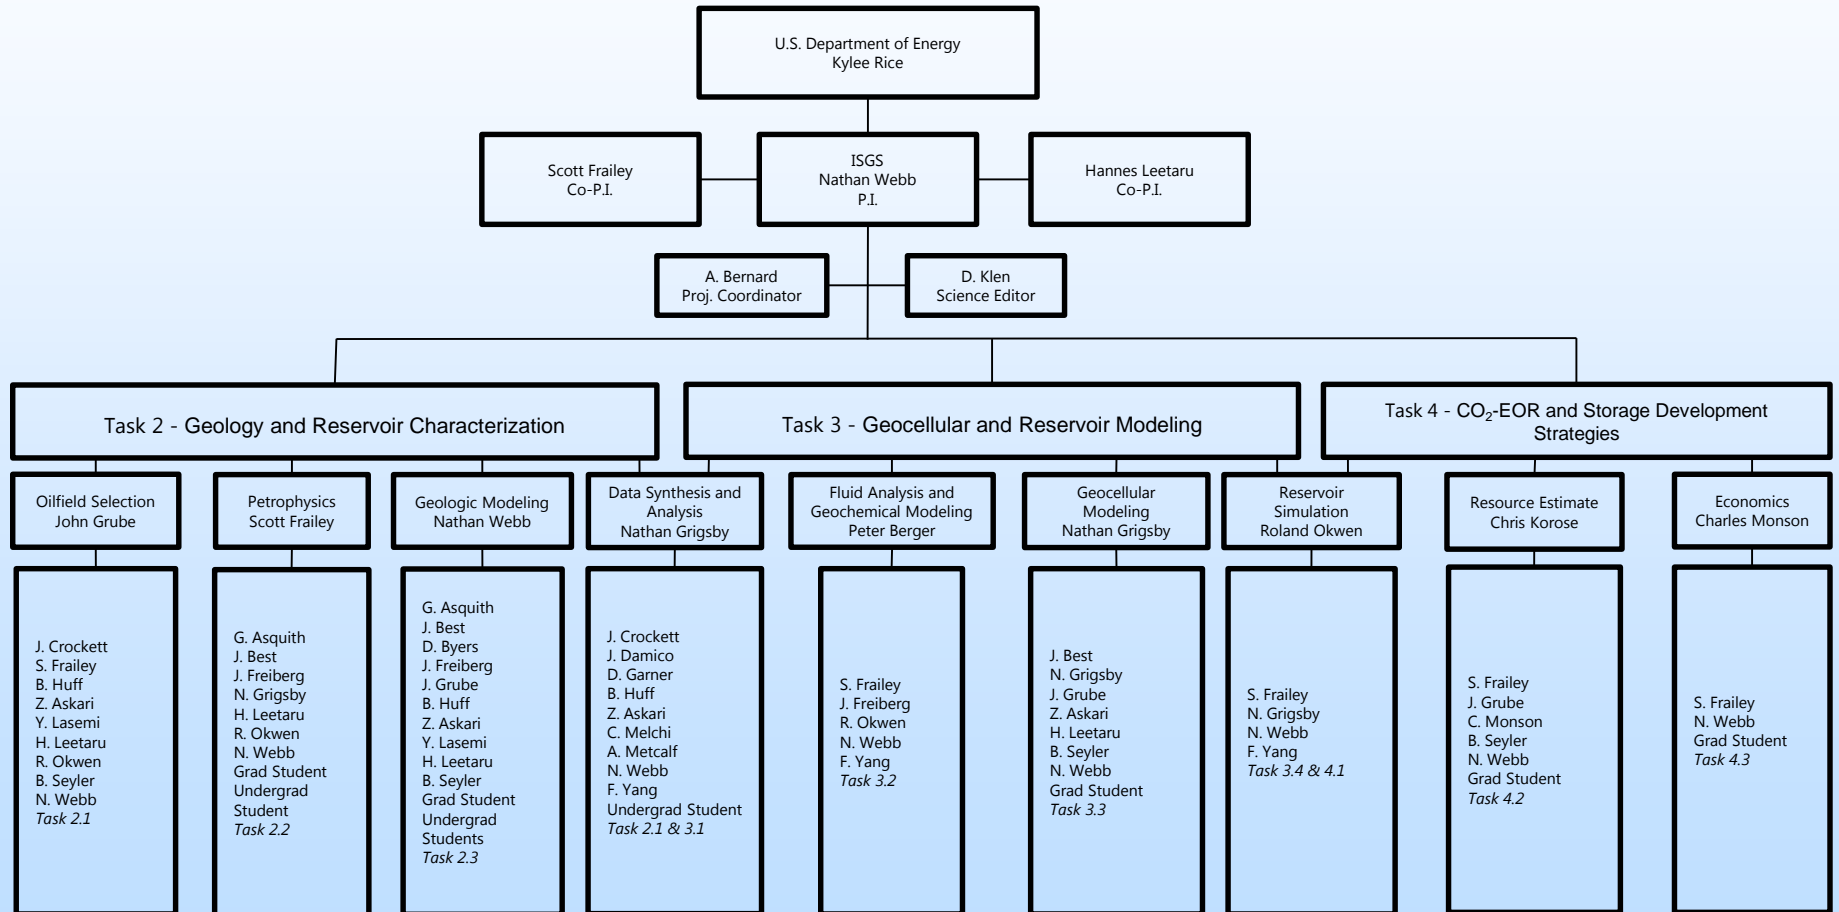 U.S. Department of Energy
Kylee Rice
Scott Frailey
Co-P.I.
ISGS
Nathan Webb
P.I.
Hannes Leetaru
Co-P.I.
A. Bernard
Proj. Coordinator
D. Klen
Science Editor
Task 2 - Geology and Reservoir Characterization
Task 3 - Geocellular and Reservoir Modeling
Task 4 - CO₂-EOR and Storage Development
Strategies
Oilfield Selection
John Grube
Petrophysics
Scott Frailey
Geologic Modeling
Nathan Webb
Data Synthesis and
Analysis
Nathan Grigsby
Fluid Analysis and
Geochemical Modeling
Peter Berger
Geocellular
Modeling
Nathan Grigsby
Reservoir
Simulation
Roland Okwen
Resource Estimate
Chris Korose
Economics
Charles Monson
J. Crockett
S. Frailey
B. Huff
Z. Askari
Y. Lasemi
H. Leetaru
R. Okwen
B. Seyler
N. Webb
Task 2.1
G. Asquith
J. Best
J. Freiberg
N. Grigsby
H. Leetaru
R. Okwen
N. Webb
Grad Student
Undergrad
Student
Task 2.2
G. Asquith
J. Best
D. Byers
J. Freiberg
J. Grube
B. Huff
Z. Askari
Y. Lasemi
H. Leetaru
B. Seyler
Grad Student
Undergrad
Students
Task 2.3
J. Crockett
J. Damico
D. Garner
B. Huff
Z. Askari
C. Melchi
A. Metcalf
N. Webb
F. Yang
Undergrad Student
Task 2.1 & 3.1
S. Frailey
J. Freiberg
R. Okwen
N. Webb
F. Yang
Task 3.2
J. Best
N. Grigsby
J. Grube
Z. Askari
H. Leetaru
B. Seyler
N. Webb
Grad Student
Task 3.3
S. Frailey
N. Grigsby
N. Webb
F. Yang
Task 3.4 & 4.1
S. Frailey
J. Grube
C. Monson
B. Seyler
N. Webb
Grad Student
Task 4.2
S. Frailey
N. Webb
Grad Student
Task 4.3